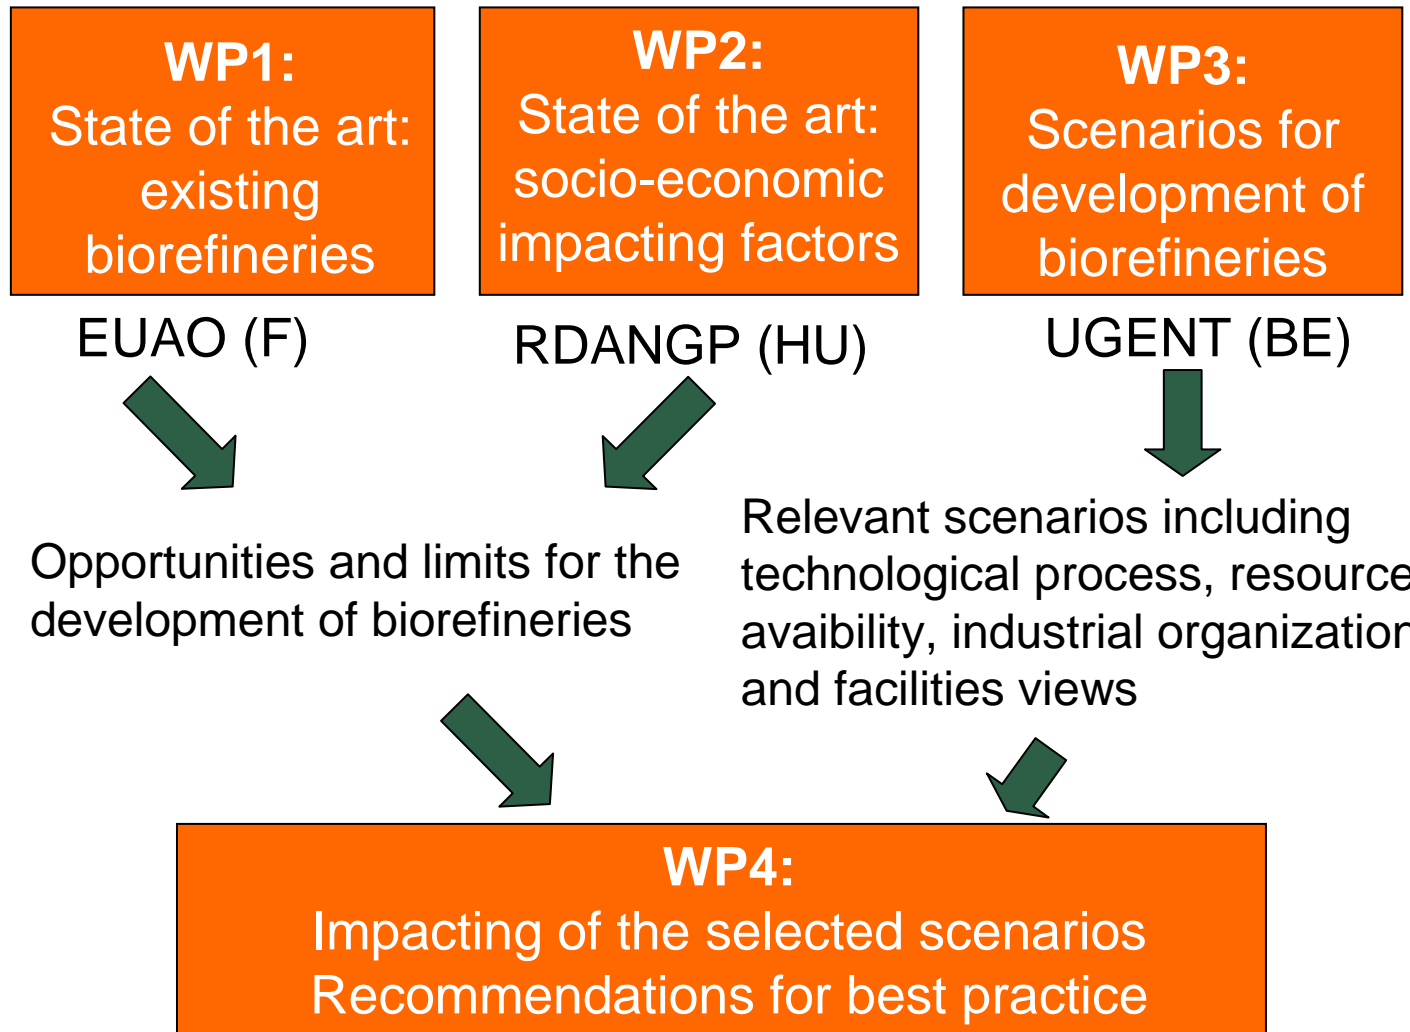 WP1:
State of the art:
existing
biorefineries
WP2:
State of the art:
socio-economic
impacting factors
WP3:
Scenarios for
development of
biorefineries
EUAO (F)
RDANGP (HU)
UGENT (BE)
Opportunities and limits for the
development of biorefineries
Relevant scenarios including
technological process, resource
avaibility, industrial organization
and facilities views
WP4:
Impacting of the selected scenarios
Recommendations for best practice